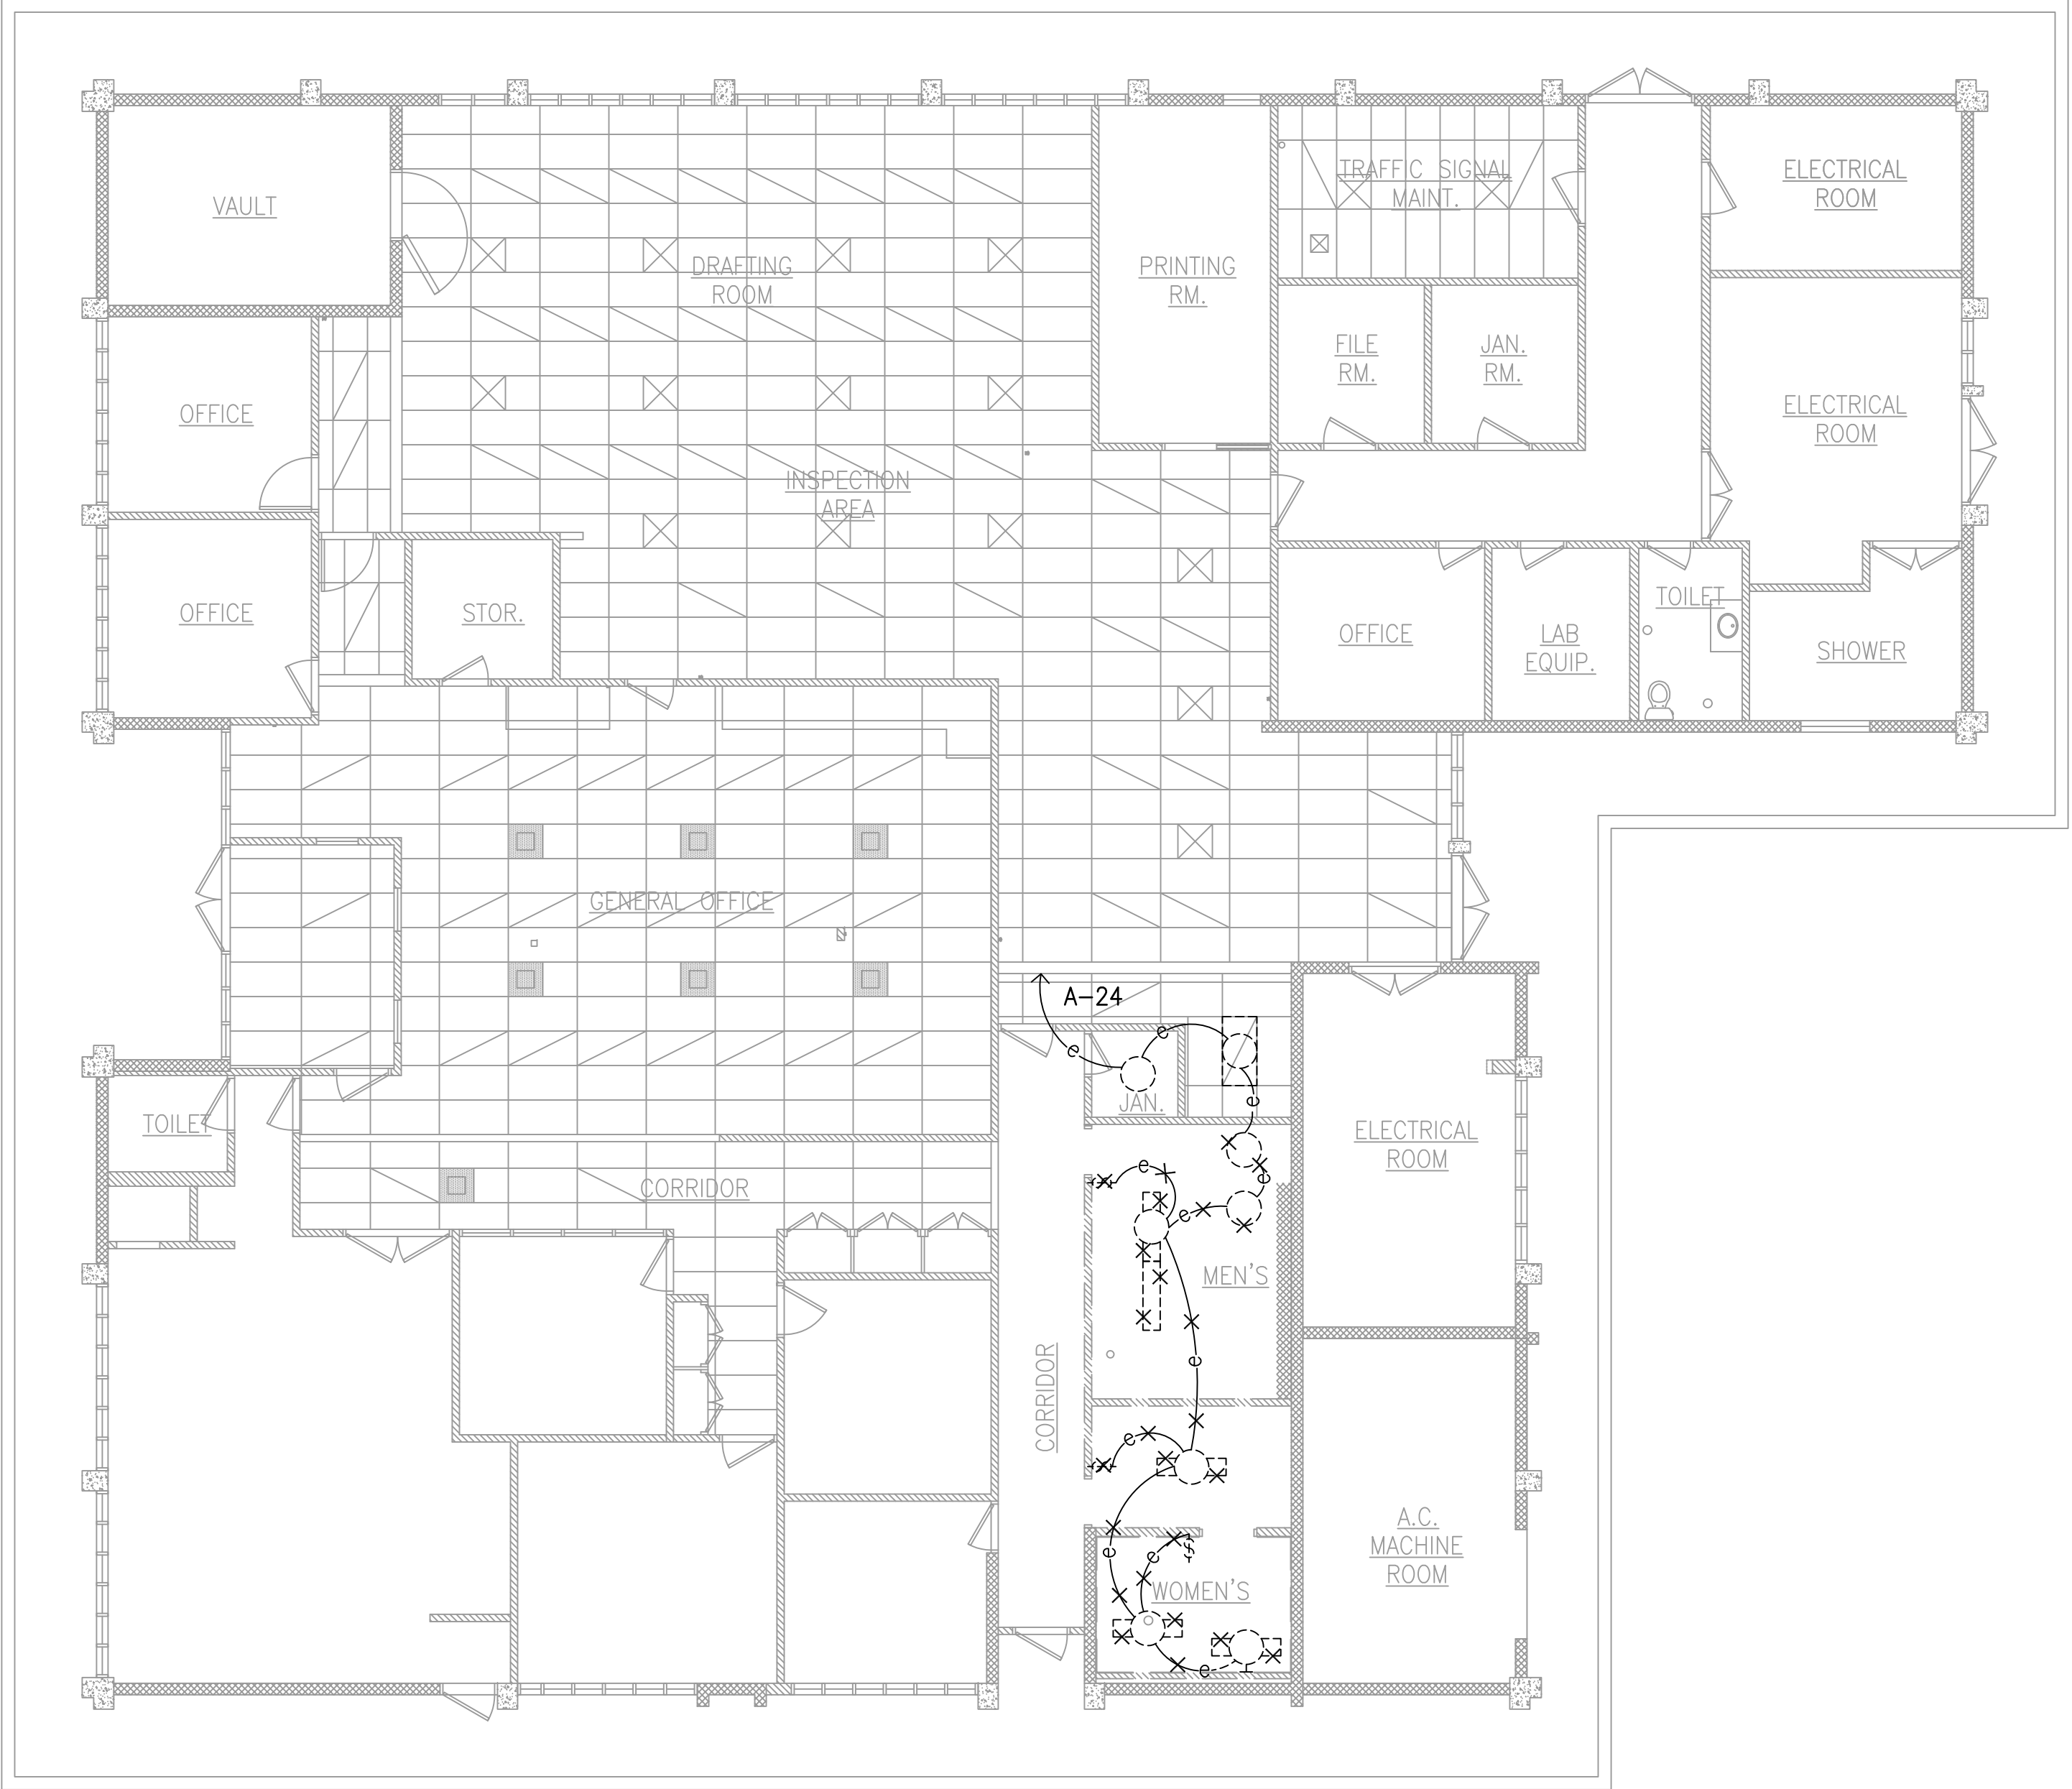 TRAFFIC SIGNAL
MAINT.
ELECTRICAL
ROOM
VAULT
DRAFTING
ROOM
PRINTING
RM.
FILE
RM.
JAN.
RM.
OFFICE
ELECTRICAL
ROOM
INSPECTION
AREA
OFFICE
STOR.
OFFICE
LAB
EQUIP.
TOILET
SHOWER
GENERAL OFFICE
A-24
e
e
e
JAN.
TOILET
ELECTRICAL
ROOM
e
e
e
CORRIDOR
MEN'S
e
CORRIDOR
e
A.C.
MACHINE
ROOM
e
e
WOMEN'S
e